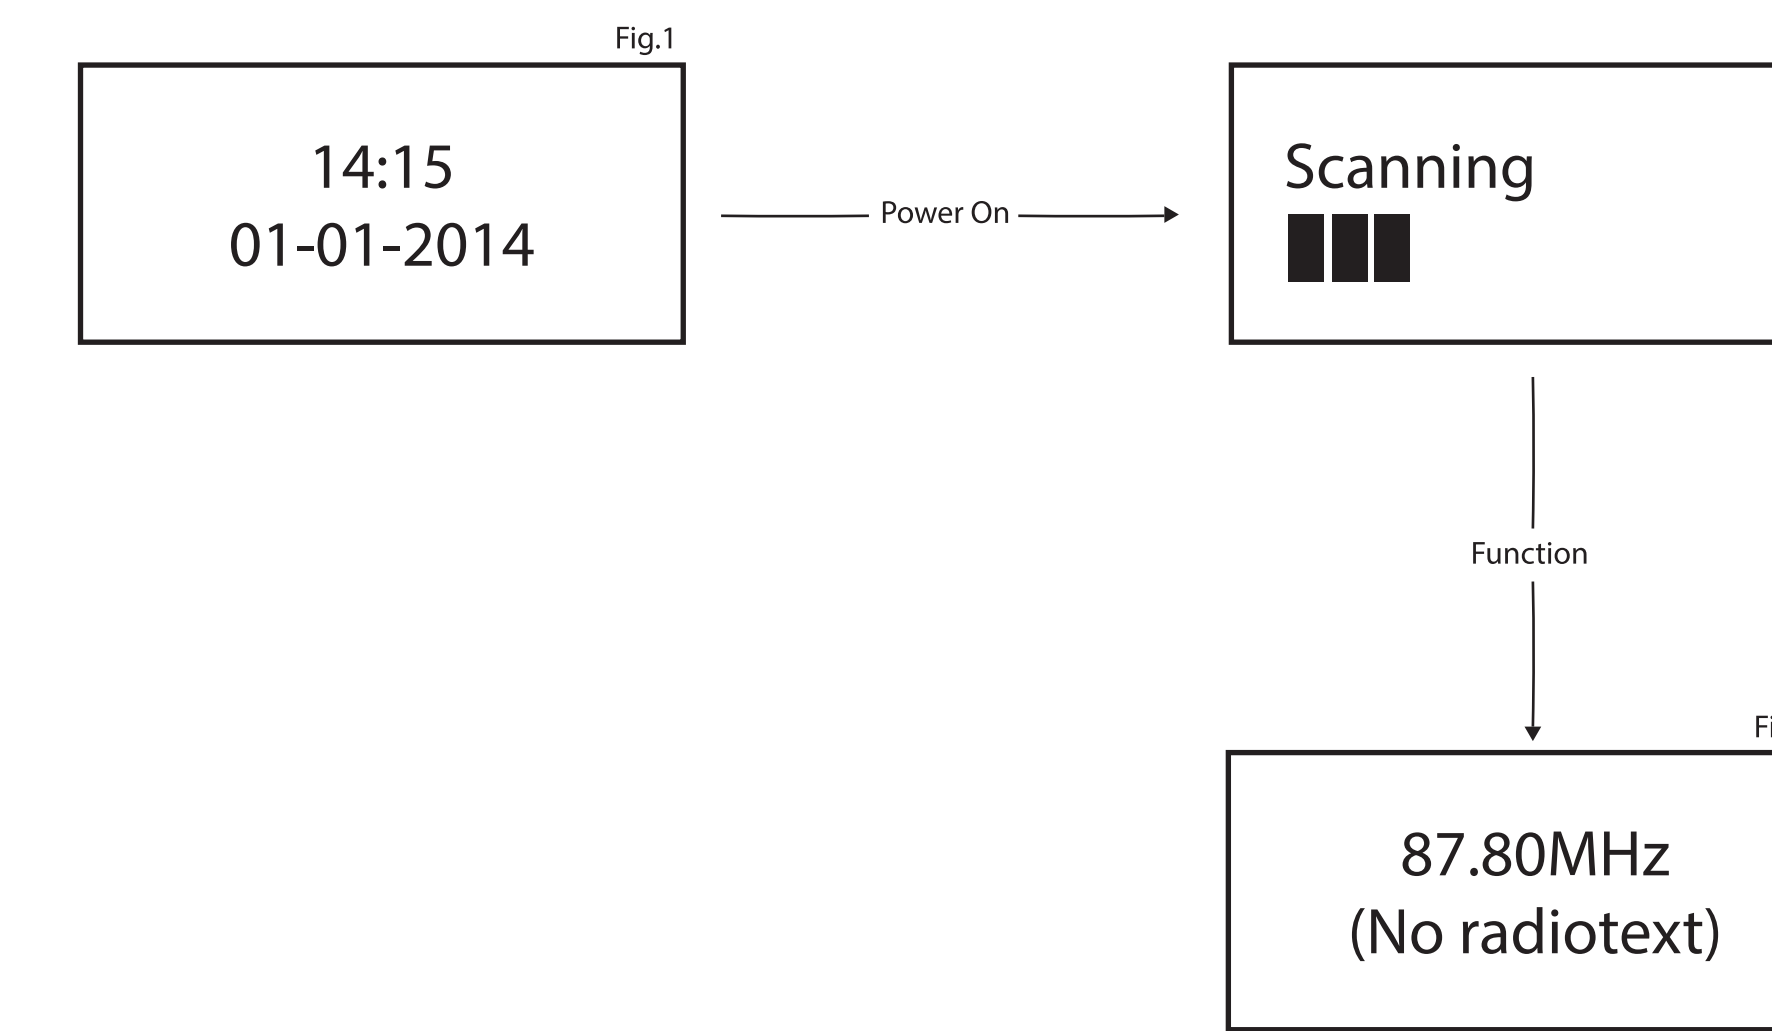 Fig.1
14:15
01-01-2014
Power On
Scanning
Function
87.80MHz
(No radiotext)